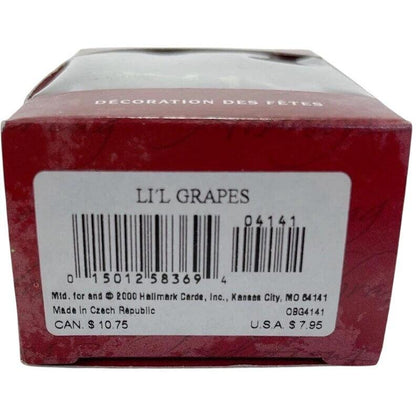 DÉCORATION DES FÊTES
LI'L GRAPES
04141
0 15012 58369 4
Mfd. for and © 2000 Hallmark Cards, Inc., Kansas City, MO 64141
Made in Czech Republic QBG4141
CAN. $ 10.75 U.S.A. $ 7.95